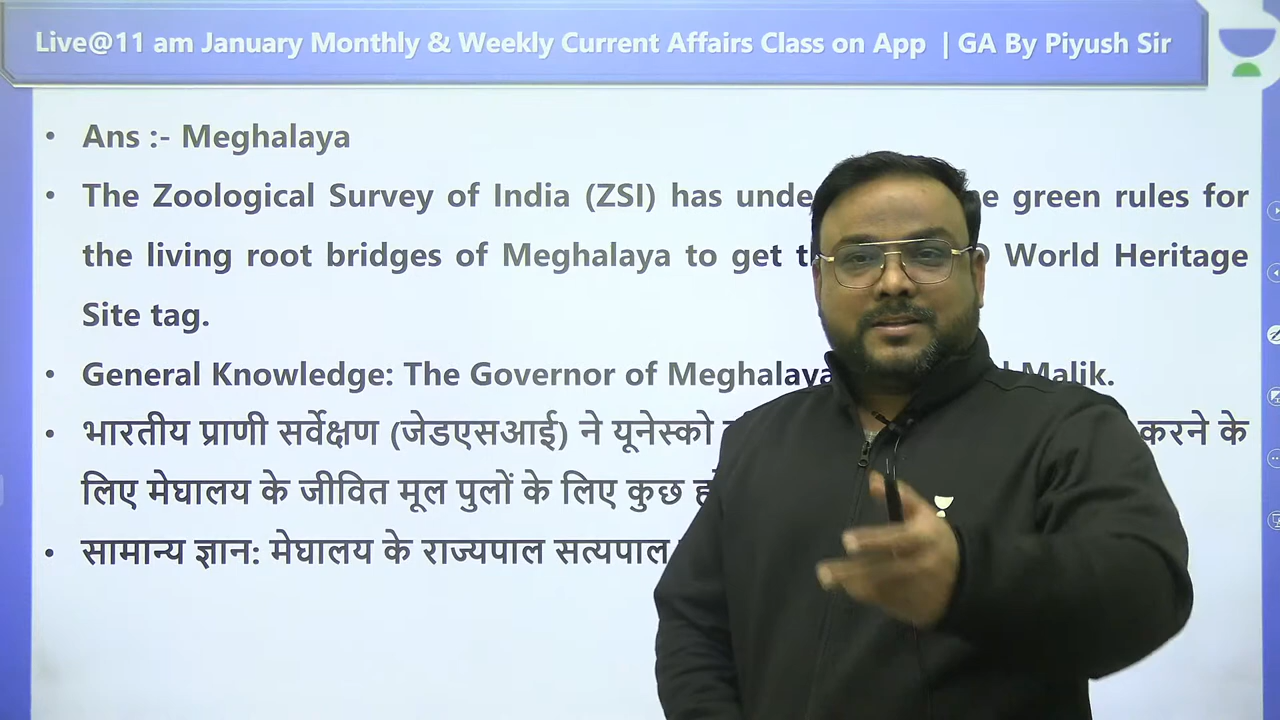 Live@11 am January Monthly & Weekly Current Affairs Class on App | GA By Piyush Sir
• Ans :- Meghalaya
• The Zoological Survey of India (ZSI) has green rules for
the living root bridges of Meghalaya to get World Heritage
Site tag.
• General Knowledge: The Governor of Meghalaya Malik.
• भारतीय प्राणी सर्वेक्षण (जेडएसआई) ने यूनेस्को करने के
लिए मेघालय के जीवित मूल पुलों के लिए कुछ
• सामान्य ज्ञान: मेघालय के राज्यपाल सत्यपाल